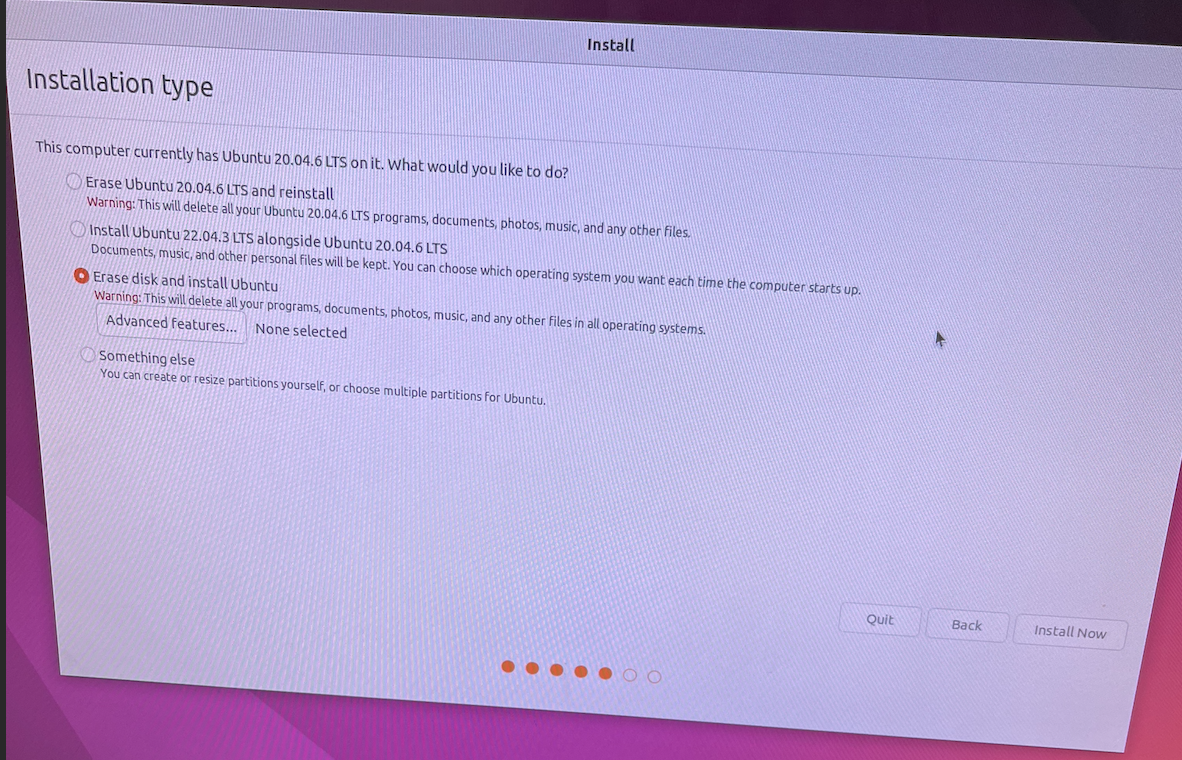 Install
Installation type
This computer currently has Ubuntu 20.04.6 LTS on it. What would you like to do?
Erase Ubuntu 20.04.6 LTS and reinstall
Warning: This will delete all your Ubuntu 20.04.6 LTS programs, documents, photos, music, and any other files.
Install Ubuntu 22.04.3 LTS alongside Ubuntu 20.04.6 LTS
Documents, music, and other personal files will be kept. You can choose which operating system you want each time the computer starts up.
Erase disk and install Ubuntu
Warning: This will delete all your programs, documents, photos, music, and any other files in all operating systems.
Advanced features... None selected
Something else
You can create or resize partitions yourself, or choose multiple partitions for Ubuntu.
Quit Back Install Now